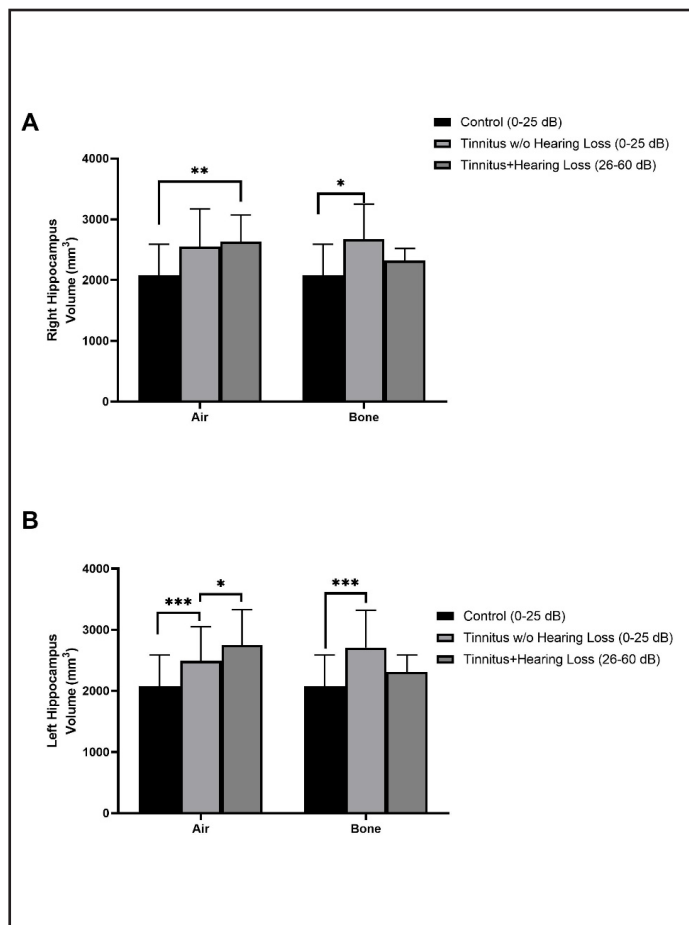 A
Control (0-25 dB)
Tinnitus w/o Hearing Loss (0-25 dB)
Tinnitus+Hearing Loss (26-60 dB)
Right Hippocampus
Volume (mm³)
4000
3000
2000
1000
0
**
*
Air
Bone
B
Control (0-25 dB)
Tinnitus w/o Hearing Loss (0-25 dB)
Tinnitus+Hearing Loss (26-60 dB)
Left Hippocampus
Volume (mm³)
4000
3000
2000
1000
0
***
*
***
Air
Bone